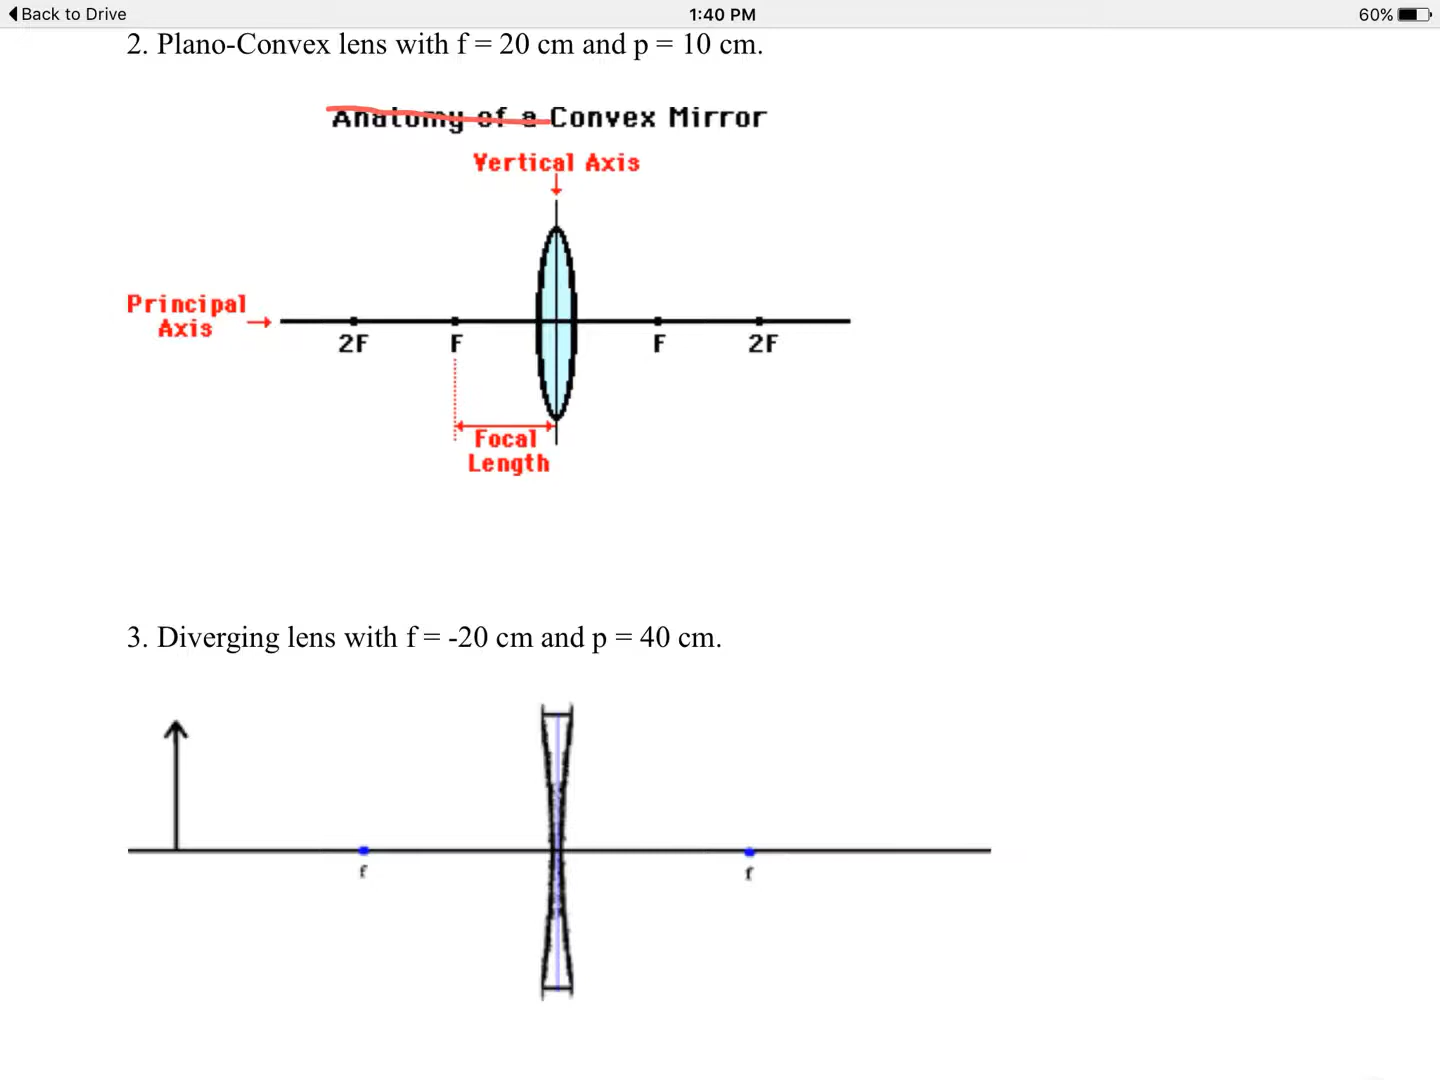 Back to Drive
1:40 PM
60%
2. Plano-Convex lens with f = 20 cm and p = 10 cm.
Anatomy of a Convex Mirror
Vertical Axis
Principal
Axis
2F F F 2F
Focal
Length
3. Diverging lens with f = -20 cm and p = 40 cm.
f f